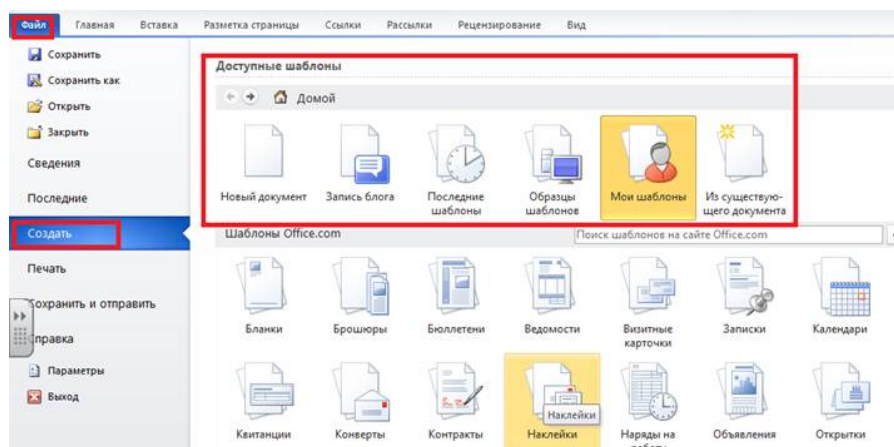 Файл Главная Вставка Разметка страницы Ссылки Рассылки Рецензирование Вид
Сохранить
Сохранить как
Открыть
Закрыть
Сведения
Последние
Создать
Печать
Сохранить и отправить
Справка
Параметры
Выход
Доступные шаблоны
Домой
Новый документ Запись блога Последние шаблоны Образцы шаблонов Мои шаблоны Из существую-
щего документа
Шаблоны Office.com Поиск шаблонов на сайте Office.com
Бланки Брошюры Бюллетени Ведомости Визитные карточки Записки Календари
Квитанции Конверты Контракты Наклейки Наряды на работу Объявления Открытки
Наклейки